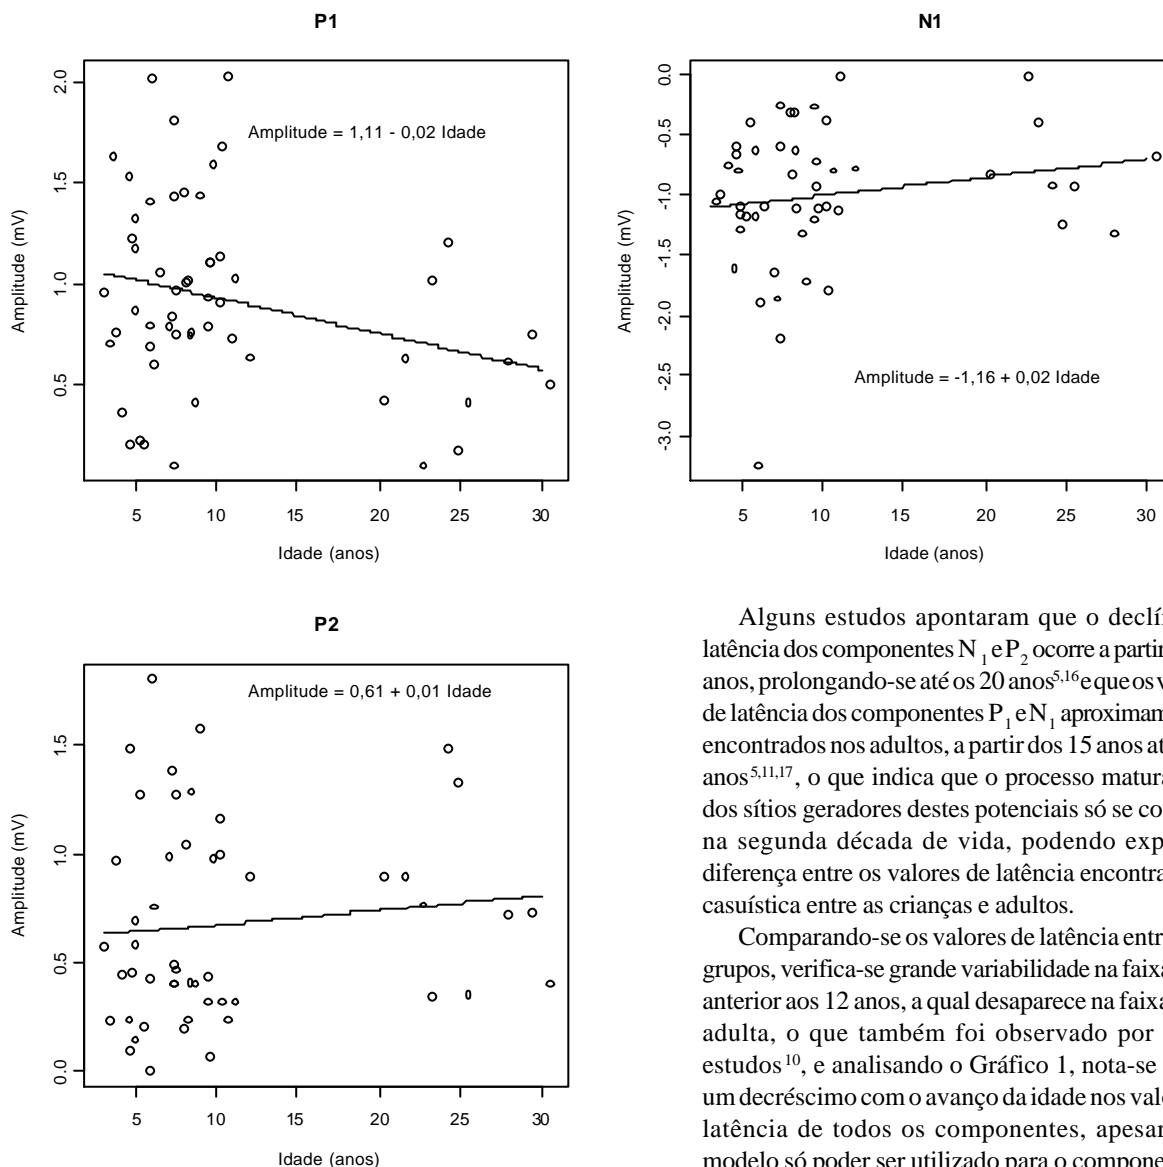 P1
2.0
1.5
1.0
0.5
Amplitude (mV)
Amplitude = 1,11 - 0,02 Idade
5 10 15 20 25 30
Idade (anos)
N1
0.0
-0.5
-1.0
-1.5
-2.0
-2.5
-3.0
Amplitude (mV)
Amplitude = -1,16 + 0,02 Idade
5 10 15 20 25 30
Idade (anos)
P2
1.5
1.0
0.5
0.0
Amplitude (mV)
Amplitude = 0,61 + 0,01 Idade
5 10 15 20 25 30
Idade (anos)
Alguns estudos apontaram que o declí
latência dos componentes N1 e P2 ocorre a partir
anos, prolongando-se até os 20 anos5,16 e que os v
de latência dos componentes P1 e N1 aproximam
encontrados nos adultos, a partir dos 15 anos at
anos5,11,17, o que indica que o processo matura
dos sítios geradores destes potenciais só se co
na segunda década de vida, podendo exp
diferença entre os valores de latência encontra
casuística entre as crianças e adultos.
Comparando-se os valores de latência entr
grupos, verifica-se grande variabilidade na faixa
anterior aos 12 anos, a qual desaparece na faixa
adulta, o que também foi observado por
estudos10, e analisando o Gráfico 1, nota-se
um decréscimo com o avanço da idade nos val
latência de todos os componentes, apesar
modelo só poder ser utilizado para o compone